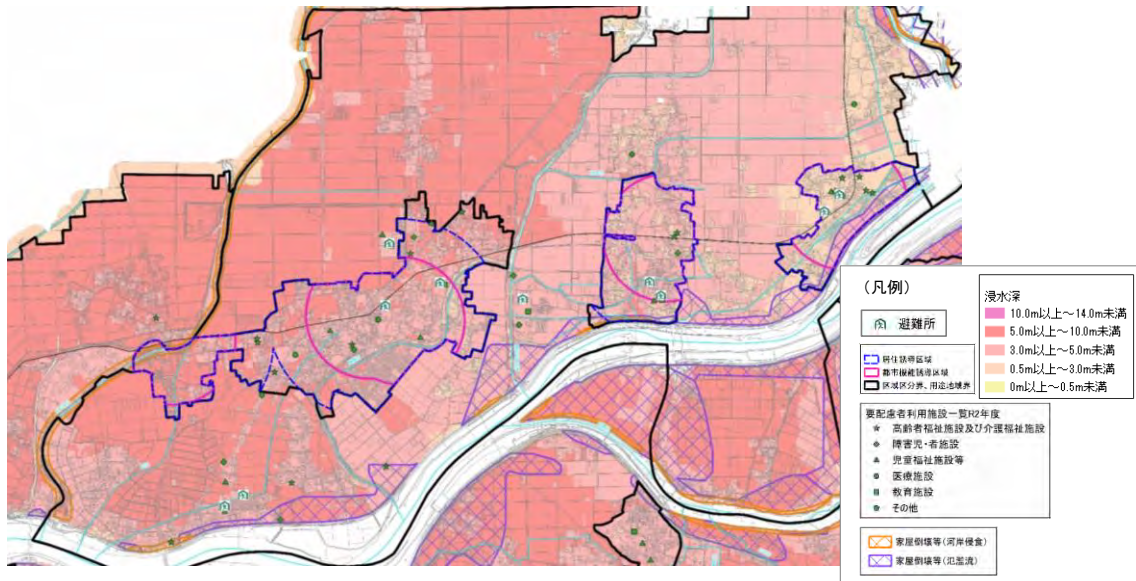 (凡例)
避難所
居住誘導区域
都市機能誘導区域
区域区分界、用途地域界
浸水深
10.0m以上～14.0m未満
5.0m以上～10.0m未満
3.0m以上～5.0m未満
0.5m以上～3.0m未満
0m以上～0.5m未満
要配慮者利用施設一覧R2年度
高齢者福祉施設及び介護福祉施設
障害児・者施設
児童福祉施設等
医療施設
教育施設
その他
家屋倒壊等(河岸侵食)
家屋倒壊等(氾濫流)